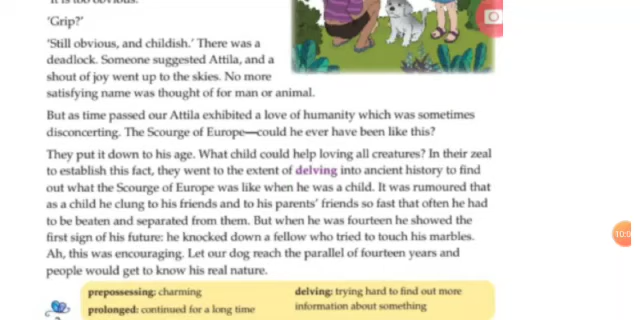 'Grip?'
'Still obvious, and childish.' There was a
deadlock. Someone suggested Attila, and a
shout of joy went up to the skies. No more
satisfying name was thought of for man or animal.
But as time passed our Attila exhibited a love of humanity which was sometimes
disconcerting. The Scourge of Europe—could he ever have been like this?
They put it down to his age. What child could help loving all creatures? In their zeal
to establish this fact, they went to the extent of delving into ancient history to find
out what the Scourge of Europe was like when he was a child. It was rumoured that
as a child he clung to his friends and to his parents' friends so fast that often he had
to be beaten and separated from them. But when he was fourteen he showed the
first sign of his future: he knocked down a fellow who tried to touch his marbles.
Ah, this was encouraging. Let our dog reach the parallel of fourteen years and
people would get to know his real nature.
prepossessing: charming
prolonged: continued for a long time
delving: trying hard to find out more
information about something